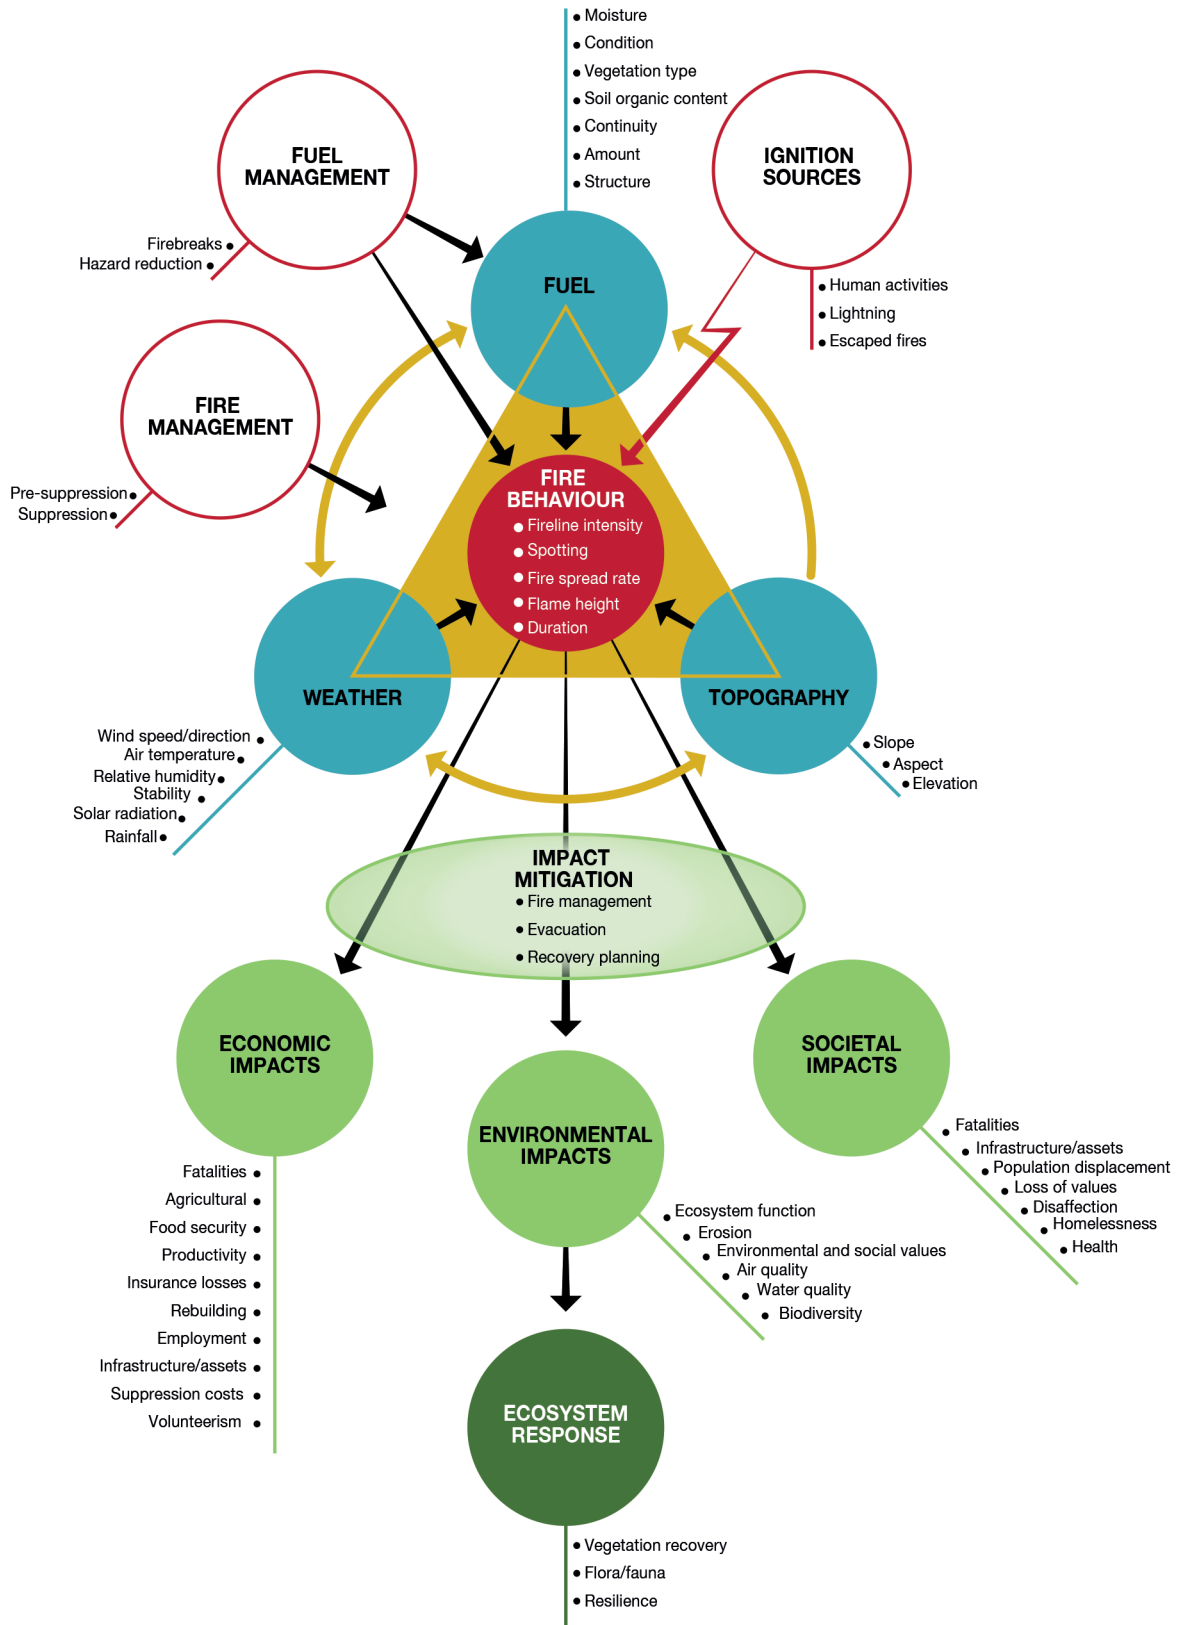 Moisture
Condition
Vegetation type
Soil organic content
Continuity
Amount
Structure
FUEL
MANAGEMENT
Firebreaks
Hazard reduction
IGNITION
SOURCES
Human activities
Lightning
Escaped fires
FUEL
FIRE
MANAGEMENT
Pre-suppression
Suppression
FIRE
BEHAVIOUR
Fireline intensity
Spotting
Fire spread rate
Flame height
Duration
WEATHER
Wind speed/direction
Air temperature
Relative humidity
Stability
Solar radiation
Rainfall
TOPOGRAPHY
Slope
Aspect
Elevation
IMPACT
MITIGATION
Fire management
Evacuation
Recovery planning
ECONOMIC
IMPACTS
Fatalities
Agricultural
Food security
Productivity
Insurance losses
Rebuilding
Employment
Infrastructure/assets
Suppression costs
Volunteerism
ENVIRONMENTAL
IMPACTS
Ecosystem function
Erosion
Environmental and social values
Air quality
Water quality
Biodiversity
SOCIETAL
IMPACTS
Fatalities
Infrastructure/assets
Population displacement
Loss of values
Disaffection
Homelessness
Health
ECOSYSTEM
RESPONSE
Vegetation recovery
Flora/fauna
Resilience